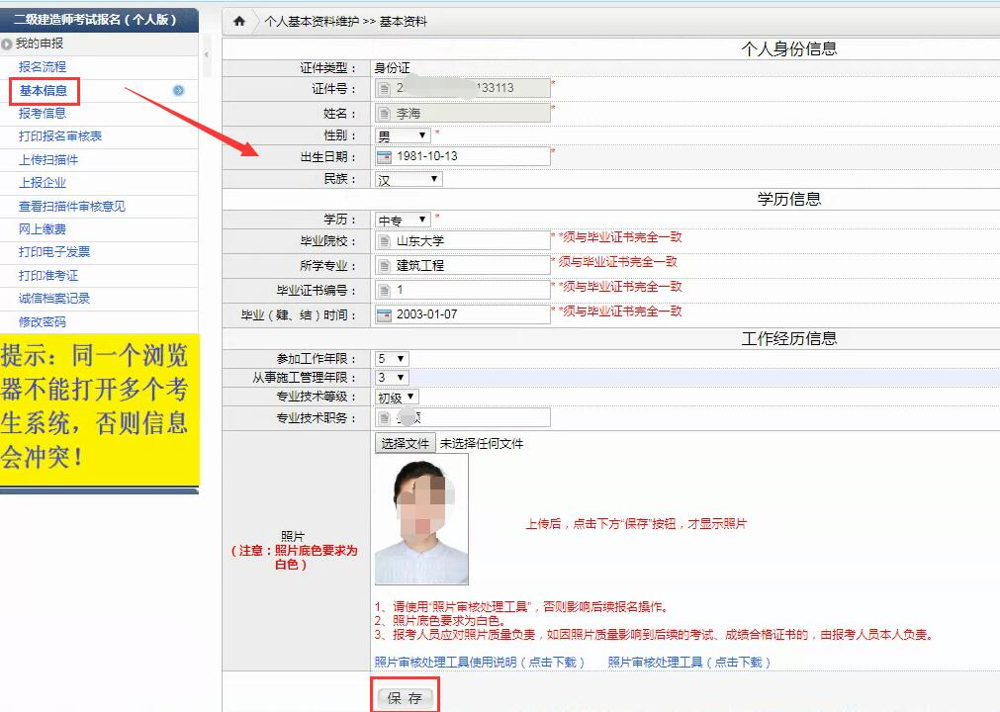 二级建造师考试报名(个人版)
我的申报
报名流程
基本信息
报考信息
打印报名审核表
上传扫描件
上报企业
查看扫描件审核意见
网上缴费
打印电子发票
打印准考证
诚信档案记录
修改密码
提示：同一个浏览
器不能打开多个考
生系统，否则信息
会冲突！
个人基本资料维护 >> 基本资料
个人身份信息
证件类型： 身份证
证件号： 2 133113 *
姓名： 李海 *
性别： 男 *
出生日期： 1981-10-13 *
民族： 汉
学历信息
学历： 中专 *
毕业院校： 山东大学 * *须与毕业证书完全一致
所学专业： 建筑工程 * 须与毕业证书完全一致
毕业证书编号： 1 * *须与毕业证书完全一致
毕业（肄、结）时间： 2003-01-07 * *须与毕业证书完全一致
工作经历信息
参加工作年限： 5
从事施工管理年限： 3
专业技术等级： 初级
专业技术职务：
选择文件 未选择任何文件
照片
(注意：照片底色要求为
白色)
上传后，点击下方“保存”按钮，才显示照片
1、请使用“照片审核处理工具”，否则影响后续报名操作。
2、照片底色要求为白色。
3、报考人员应对照片质量负责，如因照片质量影响到后续的考试、成绩合格证书的，由报考人员本人负责。
照片审核处理工具使用说明（点击下载） 照片审核处理工具（点击下载）
保 存